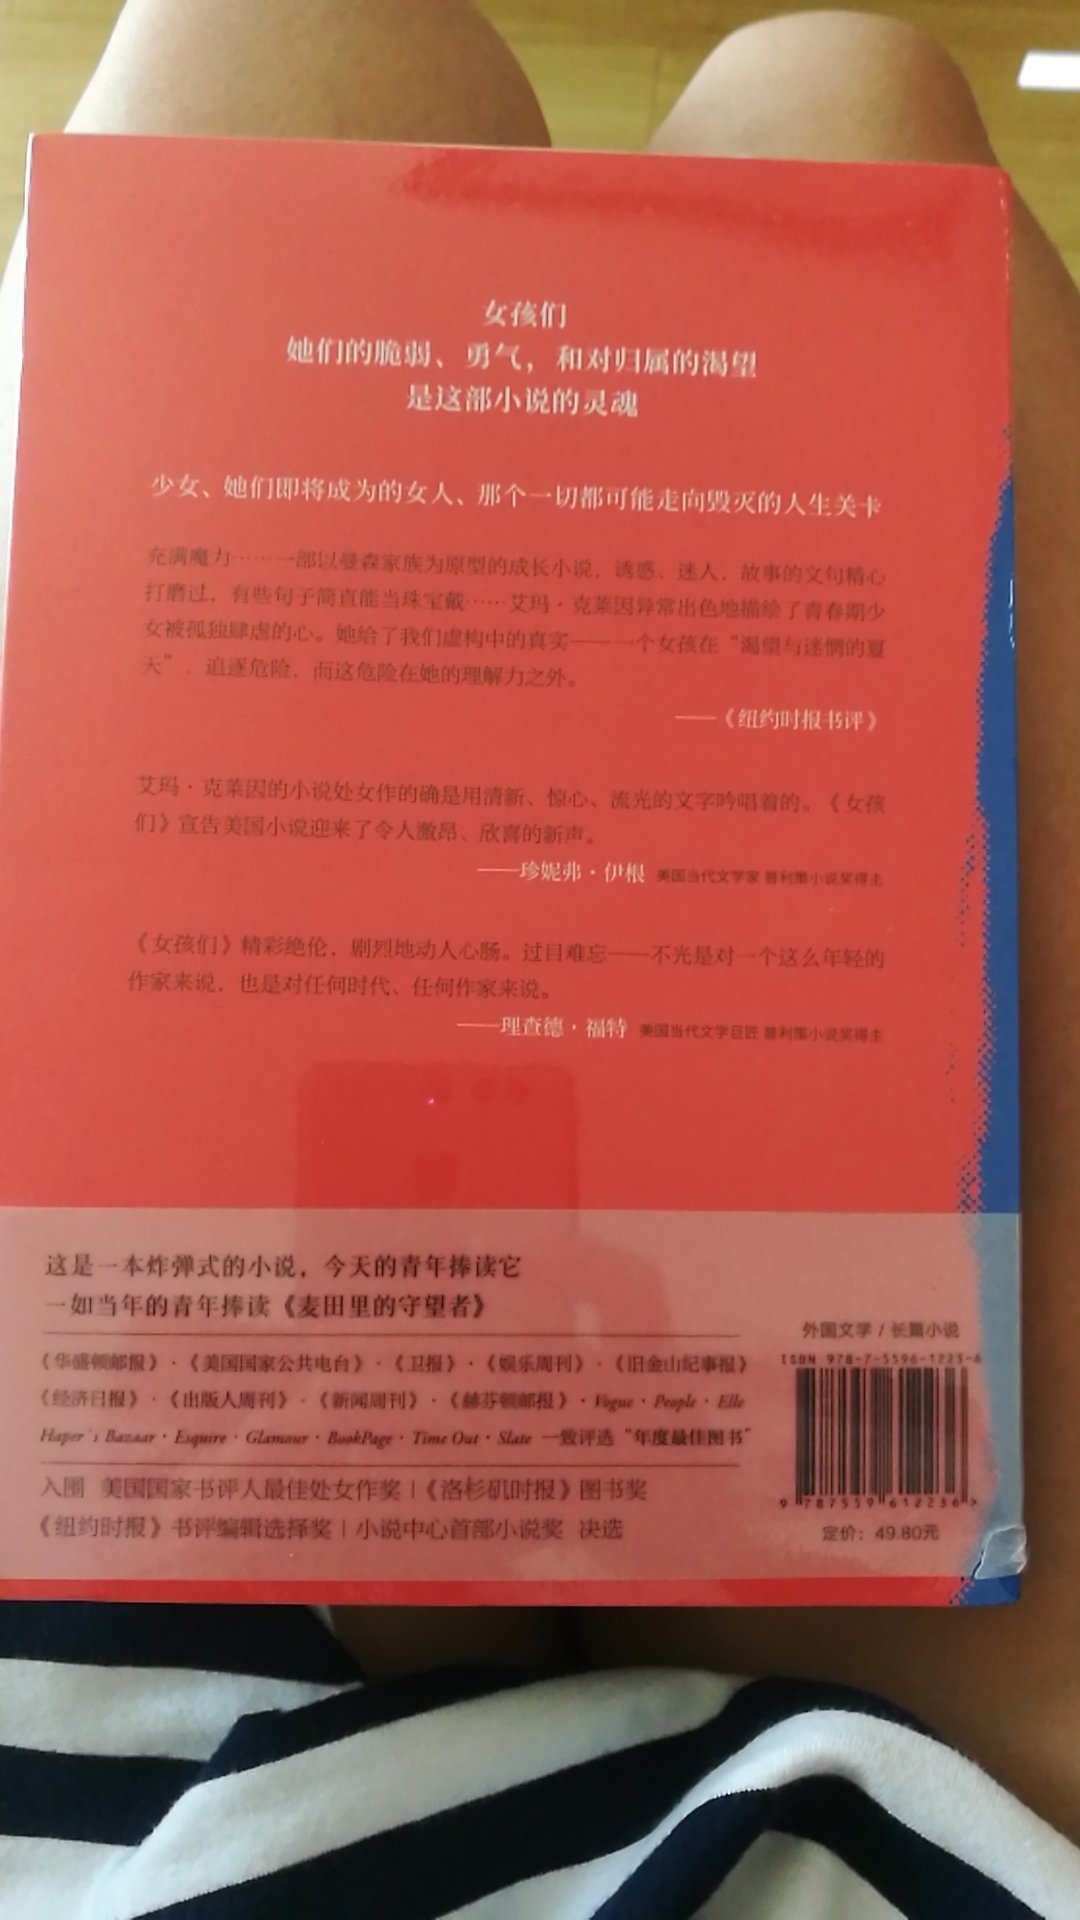 女孩们
她们的脆弱、勇气，和对归属的渴望
是这部小说的灵魂
少女、她们即将成为的女人、那个一切都可能走向毁灭的人生关卡
充满魔力……一部以曼森家族为原型的成长小说，诱惑、迷人，故事的文句精心
打磨过，有些句子简直能当珠宝戴……艾玛·克莱因异常出色地描绘了青春期少
女被孤独肆虐的心。她给了我们虚构中的真实——一个女孩在“渴望与迷惘的夏
天”，追逐危险，而这危险在她的理解力之外。
——《纽约时报书评》
艾玛·克莱因的小说处女作的确是用清新、惊心、流光的文字吟唱着的。《女孩
们》宣告美国小说迎来了令人激昂、欣喜的新声。
——珍妮弗·伊根 美国当代文学家 普利策小说奖得主
《女孩们》精彩绝伦，剧烈地动人心肠。过目难忘——不光是对一个这么年轻的
作家来说，也是对任何时代、任何作家来说。
——理查德·福特 美国当代文学巨匠 普利策小说奖得主
这是一本炸弹式的小说，今天的青年捧读它
一如当年的青年捧读《麦田里的守望者》
《华盛顿邮报》·《美国国家公共电台》·《卫报》·《娱乐周刊》·《旧金山纪事报》
《经济日报》·《出版人周刊》·《新闻周刊》·《赫芬顿邮报》·Vogue·People·Elle
Haper's Bazaar·Esquire·Glamour·BookPage·Time Out·Slate 一致评选“年度最佳图书”
入围 美国国家书评人最佳处女作奖|《洛杉矶时报》图书奖
《纽约时报》书评编辑选择奖|小说中心首部小说奖 决选
外国文学/长篇小说
ISBN 978-7-5596-1223-6
9 787559 612236 >
定价：49.80元